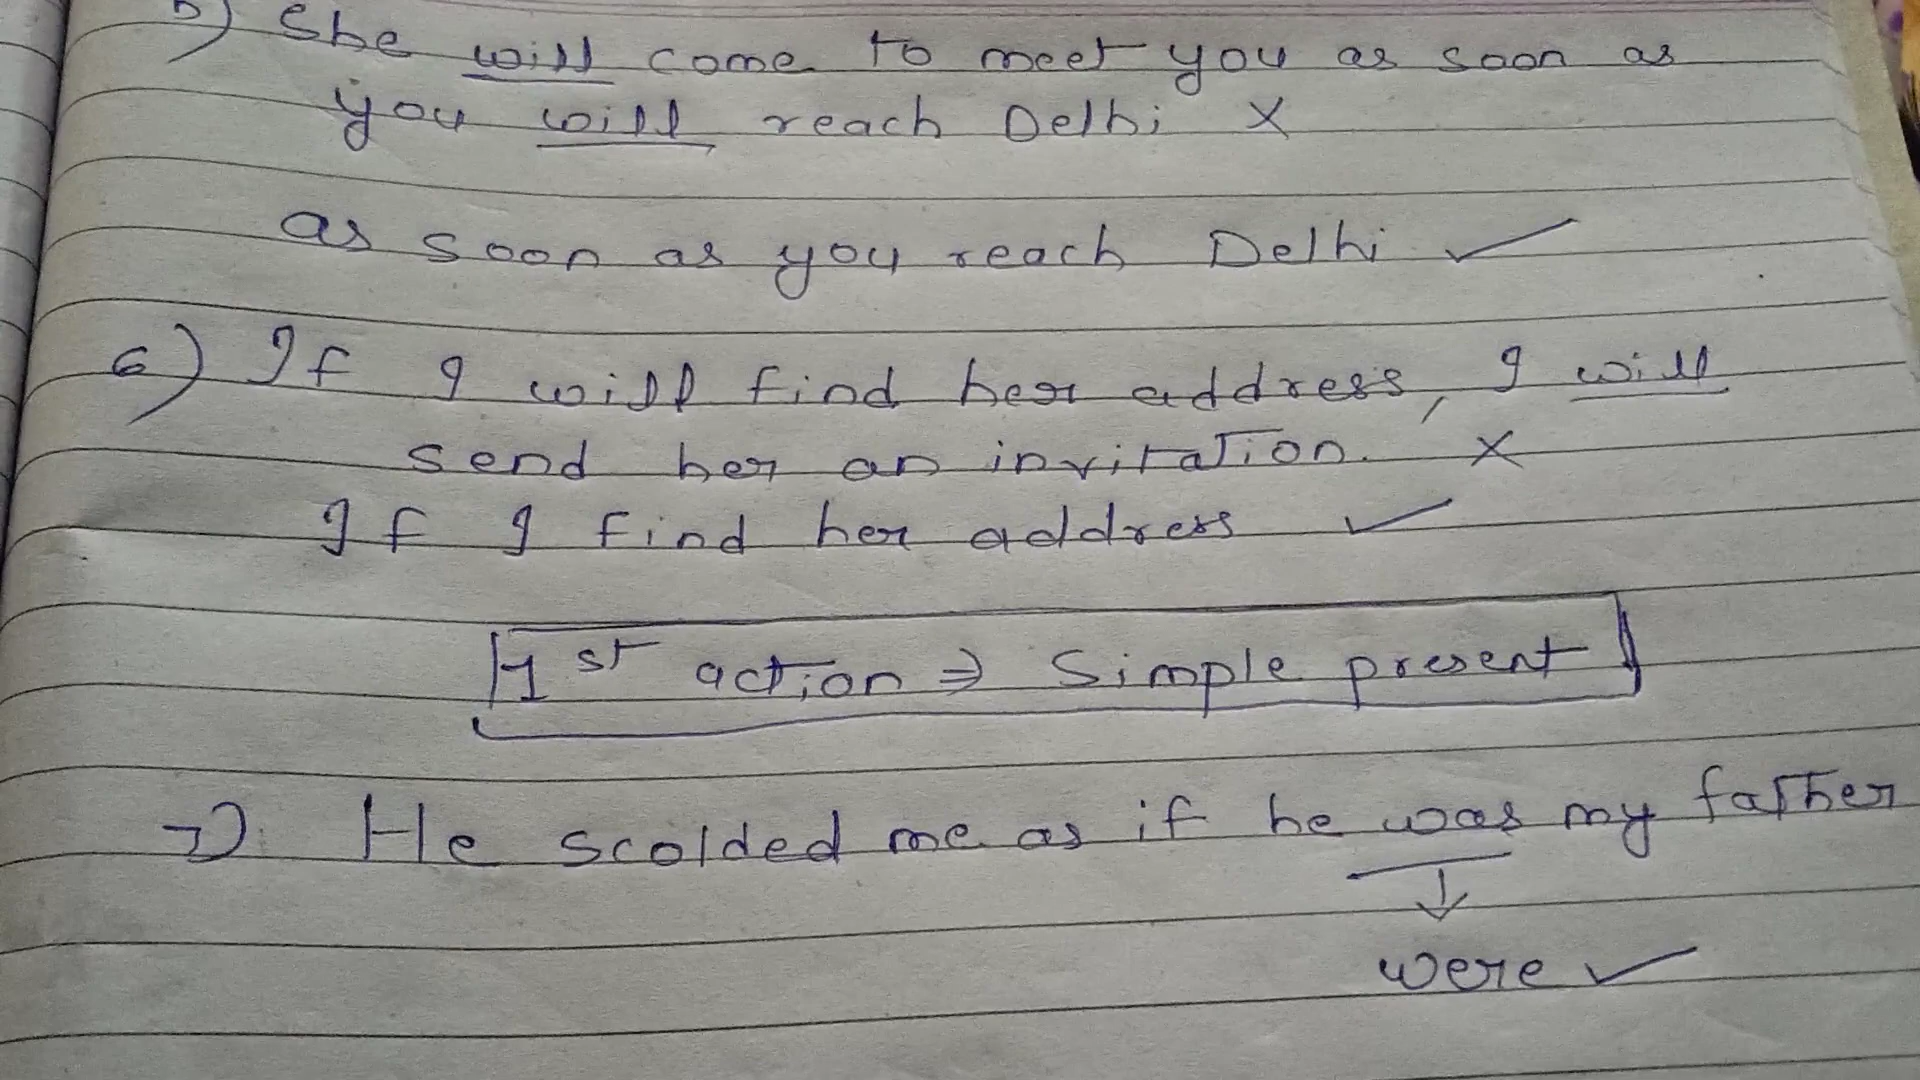 5) She will come to meet you as soon as
you will reach Delhi ×
as soon as you reach Delhi ✓
6) If I will find her address, I will
send her an invitation. ×
If I find her address ✓
1st action ⇒ Simple present
7) He scolded me as if he was my father
↓
were ✓